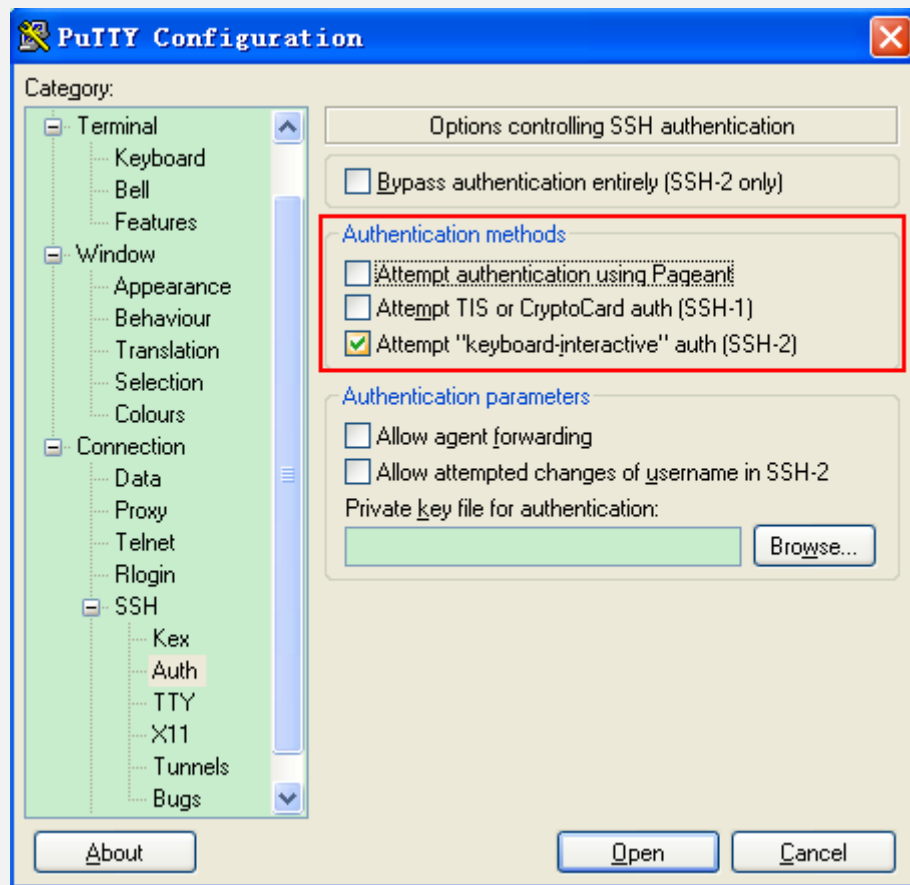 PuTTY Configuration
Category:
Terminal
Keyboard
Bell
Features
Window
Appearance
Behaviour
Translation
Selection
Colours
Connection
Data
Proxy
Telnet
Rlogin
SSH
Kex
Auth
TTY
X11
Tunnels
Bugs
Options controlling SSH authentication
Bypass authentication entirely (SSH-2 only)
Authentication methods
Attempt authentication using Pageant
Attempt TIS or CryptoCard auth (SSH-1)
Attempt "keyboard-interactive" auth (SSH-2)
Authentication parameters
Allow agent forwarding
Allow attempted changes of username in SSH-2
Private key file for authentication:
Browse...
About
Open
Cancel